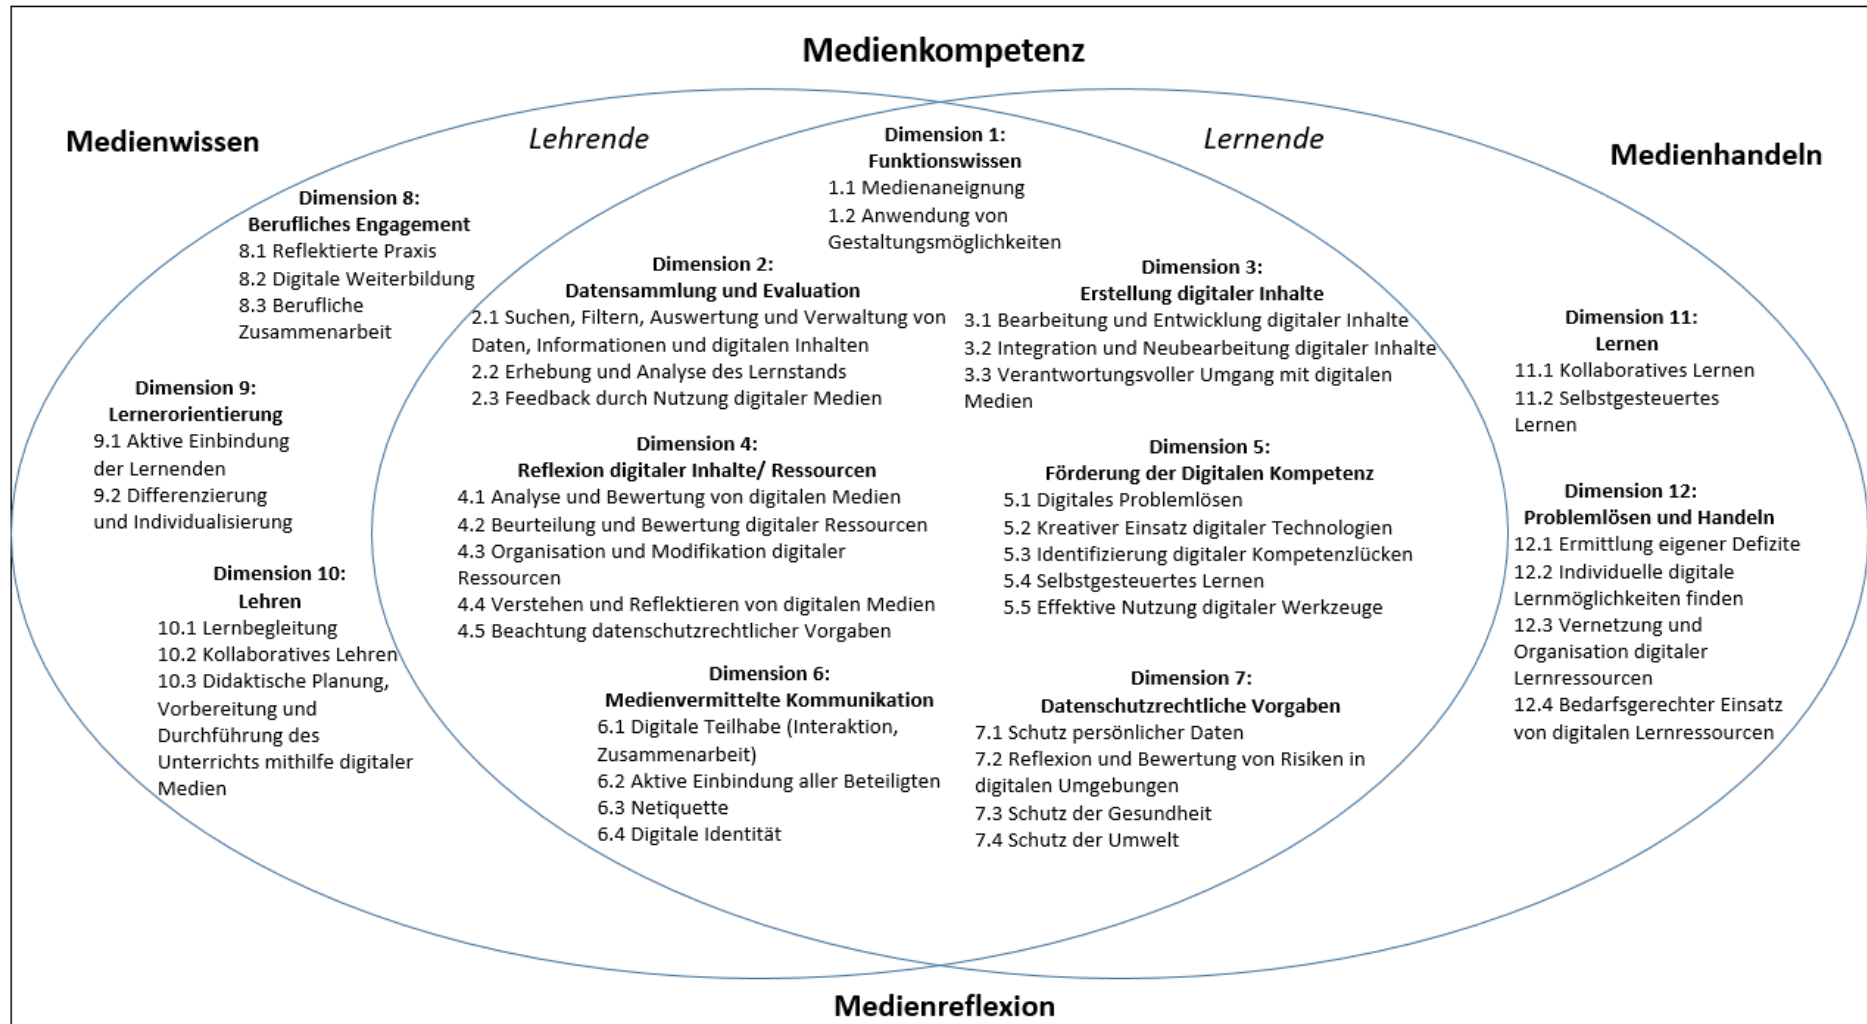 Medienkompetenz
Medienwissen
Lehrende
Lernende
Medienhandeln
Dimension 1:
Funktionswissen
1.1 Medienaneignung
1.2 Anwendung von
Gestaltungsmöglichkeiten
Dimension 8:
Berufliches Engagement
8.1 Reflektierte Praxis
8.2 Digitale Weiterbildung
8.3 Berufliche
Zusammenarbeit
Dimension 2:
Datensammlung und Evaluation
2.1 Suchen, Filtern, Auswertung und Verwaltung von
Daten, Informationen und digitalen Inhalten
2.2 Erhebung und Analyse des Lernstands
2.3 Feedback durch Nutzung digitaler Medien
Dimension 3:
Erstellung digitaler Inhalte
3.1 Bearbeitung und Entwicklung digitaler Inhalte
3.2 Integration und Neubearbeitung digitaler Inhalte
3.3 Verantwortungsvoller Umgang mit digitalen
Medien
Dimension 11:
Lernen
11.1 Kollaboratives Lernen
11.2 Selbstgesteuertes
Lernen
Dimension 9:
Lernerorientierung
9.1 Aktive Einbindung
der Lernenden
9.2 Differenzierung
und Individualisierung
Dimension 4:
Reflexion digitaler Inhalte/ Ressourcen
4.1 Analyse und Bewertung von digitalen Medien
4.2 Beurteilung und Bewertung digitaler Ressourcen
4.3 Organisation und Modifikation digitaler
Ressourcen
4.4 Verstehen und Reflektieren von digitalen Medien
4.5 Beachtung datenschutzrechtlicher Vorgaben
Dimension 5:
Förderung der Digitalen Kompetenz
5.1 Digitales Problemlösen
5.2 Kreativer Einsatz digitaler Technologien
5.3 Identifizierung digitaler Kompetenzlücken
5.4 Selbstgesteuertes Lernen
5.5 Effektive Nutzung digitaler Werkzeuge
Dimension 12:
Problemlösen und Handeln
12.1 Ermittlung eigener Defizite
12.2 Individuelle digitale
Lernmöglichkeiten finden
12.3 Vernetzung und
Organisation digitaler
Lernressourcen
12.4 Bedarfsgerechter Einsatz
von digitalen Lernressourcen
Dimension 10:
Lehren
10.1 Lernbegleitung
10.2 Kollaboratives Lehren
10.3 Didaktische Planung,
Vorbereitung und
Durchführung des
Unterrichts mithilfe digitaler
Medien
Dimension 6:
Medienvermittelte Kommunikation
6.1 Digitale Teilhabe (Interaktion,
Zusammenarbeit)
6.2 Aktive Einbindung aller Beteiligten
6.3 Netiquette
6.4 Digitale Identität
Dimension 7:
Datenschutzrechtliche Vorgaben
7.1 Schutz persönlicher Daten
7.2 Reflexion und Bewertung von Risiken in
digitalen Umgebungen
7.3 Schutz der Gesundheit
7.4 Schutz der Umwelt
Medienreflexion